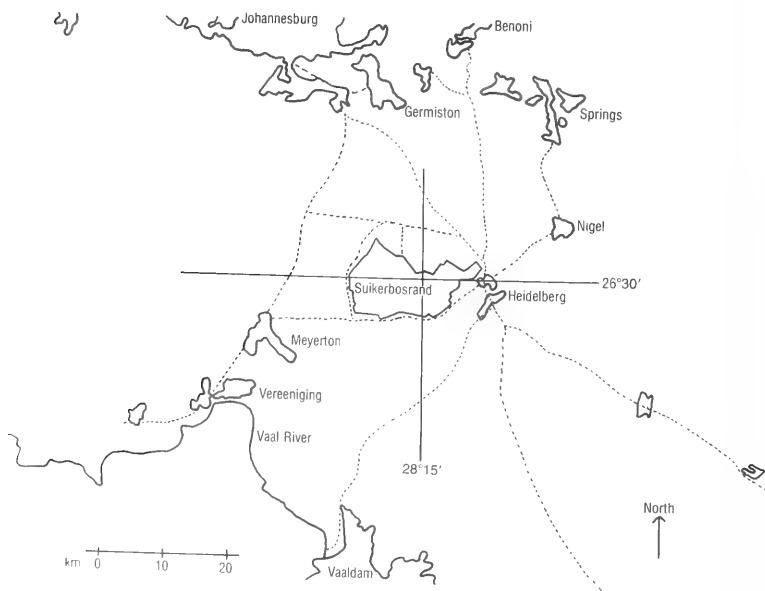 Johannesburg
Benoni
Germiston
Springs
Nigel
26°30′
Suikerbosrand
Heidelberg
Meyerton
Vereeniging
Vaal River
28°15′
North
km 0 10 20
Vaaldam